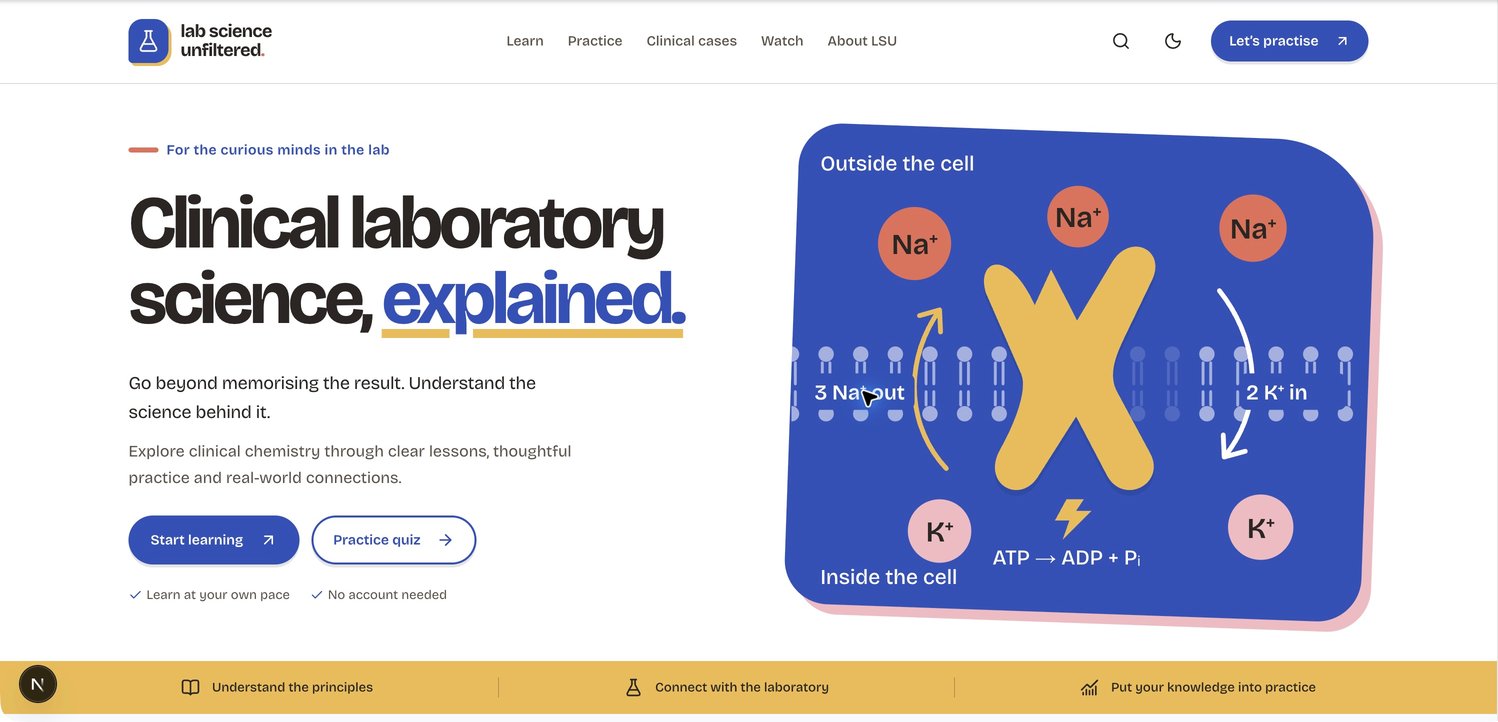 lab science
unfiltered.
Learn
Practice
Clinical cases
Watch
About LSU
Let's practise
For the curious minds in the lab
Clinical laboratory
science, explained.
Go beyond memorising the result. Understand the
science behind it.
Explore clinical chemistry through clear lessons, thoughtful
practice and real-world connections.
Start learning
Practice quiz
Learn at your own pace
No account needed
Outside the cell
Na⁺
Na⁺
Na⁺
3 Na⁺ out
2 K⁺ in
K⁺
K⁺
ATP → ADP + Pᵢ
Inside the cell
N
Understand the principles
Connect with the laboratory
Put your knowledge into practice